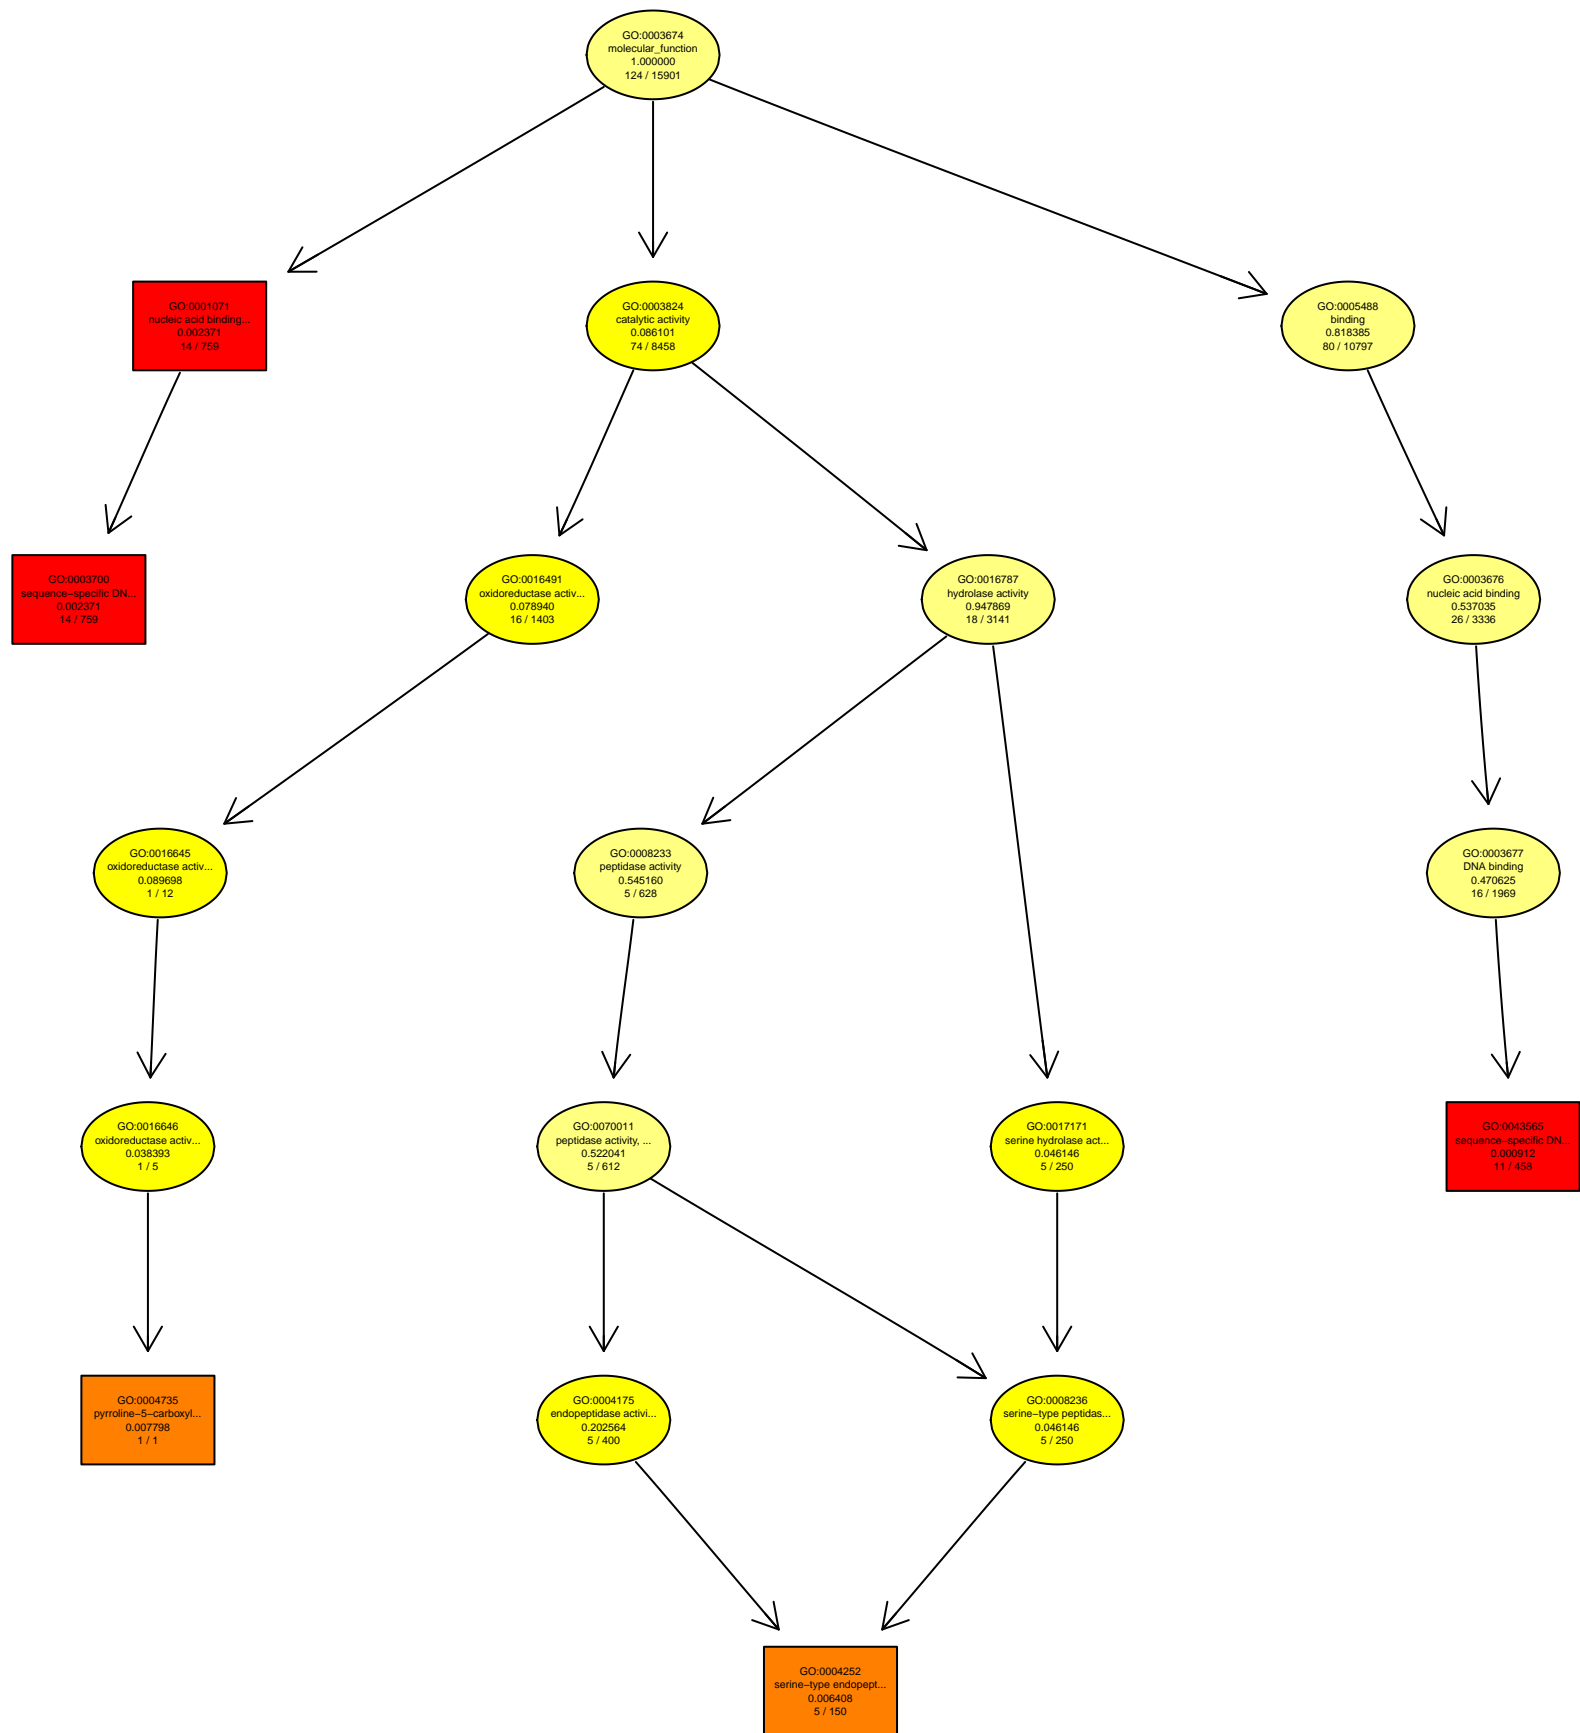 GO:0003674
molecular_function
1.000000
124 / 15901
GO:0001071
nucleic acid binding...
0.002371
14 / 759
GO:0003824
catalytic activity
0.086101
74 / 8458
GO:0005488
binding
0.818385
80 / 10797
GO:0003700
sequence−specific DN...
0.002371
14 / 759
GO:0016491
oxidoreductase activ...
0.078940
16 / 1403
GO:0016787
hydrolase activity
0.947869
18 / 3141
GO:0003676
nucleic acid binding
0.537035
26 / 3336
GO:0016645
oxidoreductase activ...
0.089698
1 / 12
GO:0008233
peptidase activity
0.545160
5 / 628
GO:0003677
DNA binding
0.470625
16 / 1969
GO:0016646
oxidoreductase activ...
0.038393
1 / 5
GO:0070011
peptidase activity, ...
0.522041
5 / 612
GO:0017171
serine hydrolase act...
0.046146
5 / 250
GO:0043565
sequence−specific DN...
0.000912
11 / 458
GO:0004735
pyrroline−5−carboxyl...
0.007798
1 / 1
GO:0004175
endopeptidase activi...
0.202564
5 / 400
GO:0008236
serine−type peptidas...
0.046146
5 / 250
GO:0004252
serine−type endopept...
0.006408
5 / 150